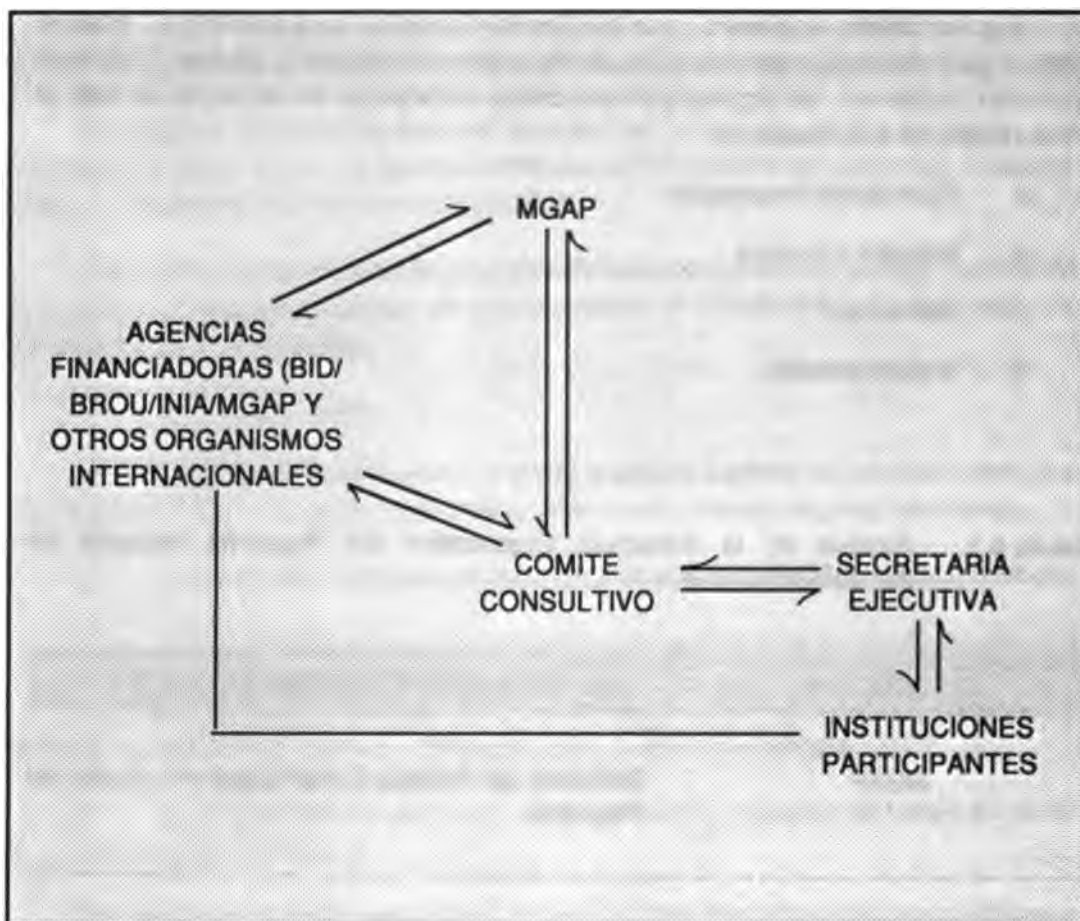 MGAP
AGENCIAS
FINANCIADORAS (BID/
BROU/INIA/MGAP Y
OTROS ORGANISMOS
INTERNACIONALES
COMITE
CONSULTIVO
SECRETARIA
EJECUTIVA
INSTITUCIONES
PARTICIPANTES